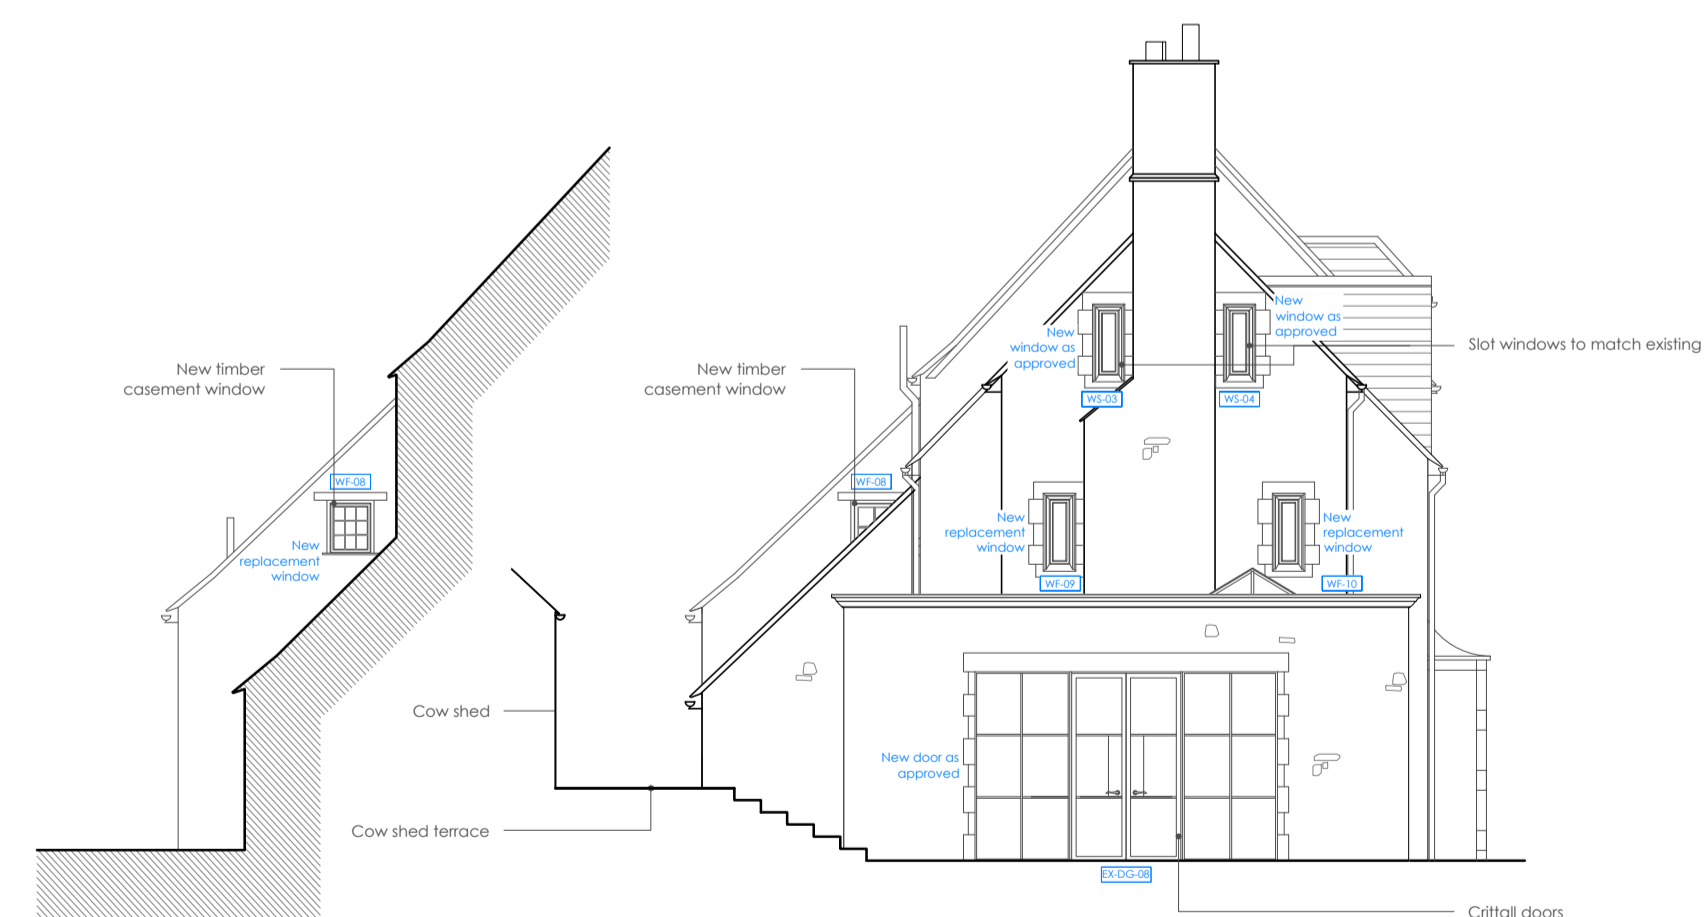 New timber
casement window
WF-08
New
replacement
window
New timber
casement window
WF-08
Cow shed
Cow shed terrace
New
window as
approved
WS-03
New
window as
approved
WS-04
Slot windows to match existing
New
replacement
window
WF-09
New
replacement
window
WF-10
New door as
approved
EX-DG-08
Crittall doors